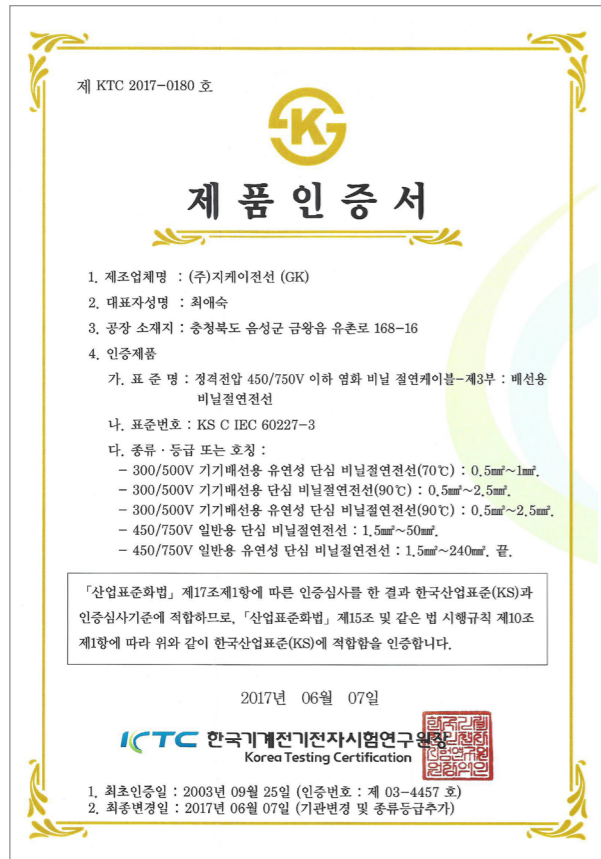 제 KTC 2017-0180 호
K
제품인증서
1. 제조업체명 : (주)지케이전선 (GK)
2. 대표자성명 : 최애숙
3. 공장 소재지 : 충청북도 음성군 금왕읍 유촌로 168-16
4. 인증제품
가. 표 준 명 : 정격전압 450/750V 이하 염화 비닐 절연케이블-제3부 : 배선용
비닐절연전선
나. 표준번호 : KS C IEC 60227-3
다. 종류·등급 또는 호칭 :
- 300/500V 기기배선용 유연성 단심 비닐절연전선(70℃) : 0.5㎟~1㎟.
- 300/500V 기기배선용 단심 비닐절연전선(90℃) : 0.5㎟~2.5㎟.
- 300/500V 기기배선용 유연성 단심 비닐절연전선(90℃) : 0.5㎟~2.5㎟.
- 450/750V 일반용 단심 비닐절연전선 : 1.5㎟~50㎟.
- 450/750V 일반용 유연성 단심 비닐절연전선 : 1.5㎟~240㎟. 끝.
「산업표준화법」제17조제1항에 따른 인증심사를 한 결과 한국산업표준(KS)과
인증심사기준에 적합하므로, 「산업표준화법」제15조 및 같은 법 시행규칙 제10조
제1항에 따라 위와 같이 한국산업표준(KS)에 적합함을 인증합니다.
2017년 06월 07일
KTC 한국기계전기전자시험연구원장
Korea Testing Certification
1. 최초인증일 : 2003년 09월 25일 (인증번호 : 제 03-4457 호)
2. 최종변경일 : 2017년 06월 07일 (기관변경 및 종류등급추가)